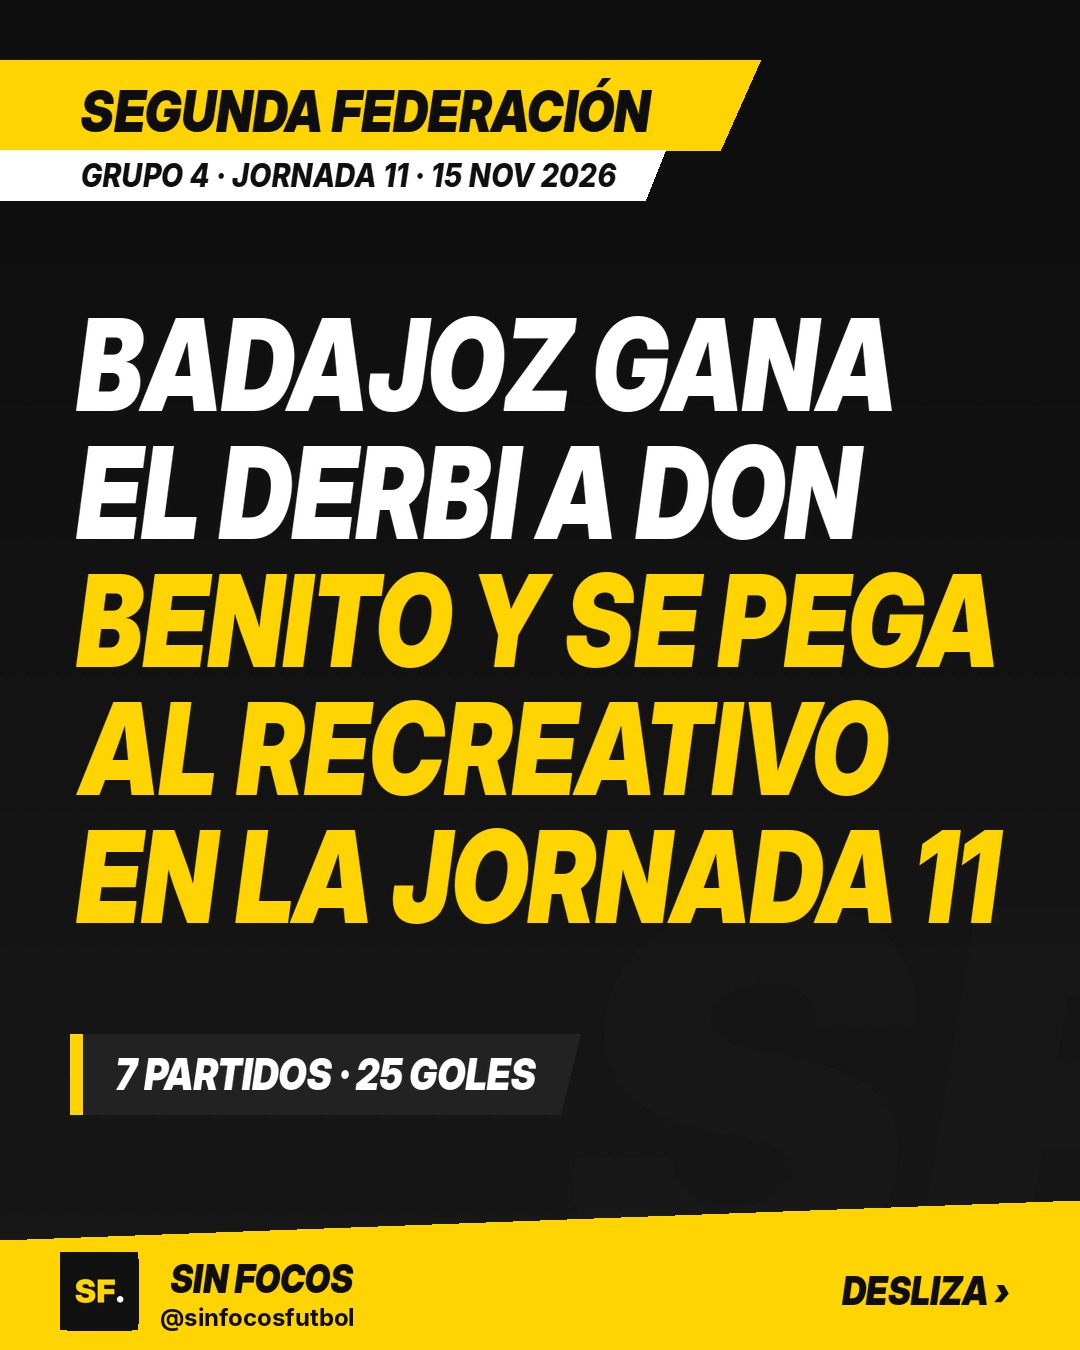 SEGUNDA FEDERACIÓN
GRUPO 4 · JORNADA 11 · 15 NOV 2026
BADAJOZ GANA
EL DERBI A DON
BENITO Y SE PEGA
AL RECREATIVO
EN LA JORNADA 11
7 PARTIDOS · 25 GOLES
SF
SF.
SIN FOCOS
@sinfocosfutbol
DESLIZA ›